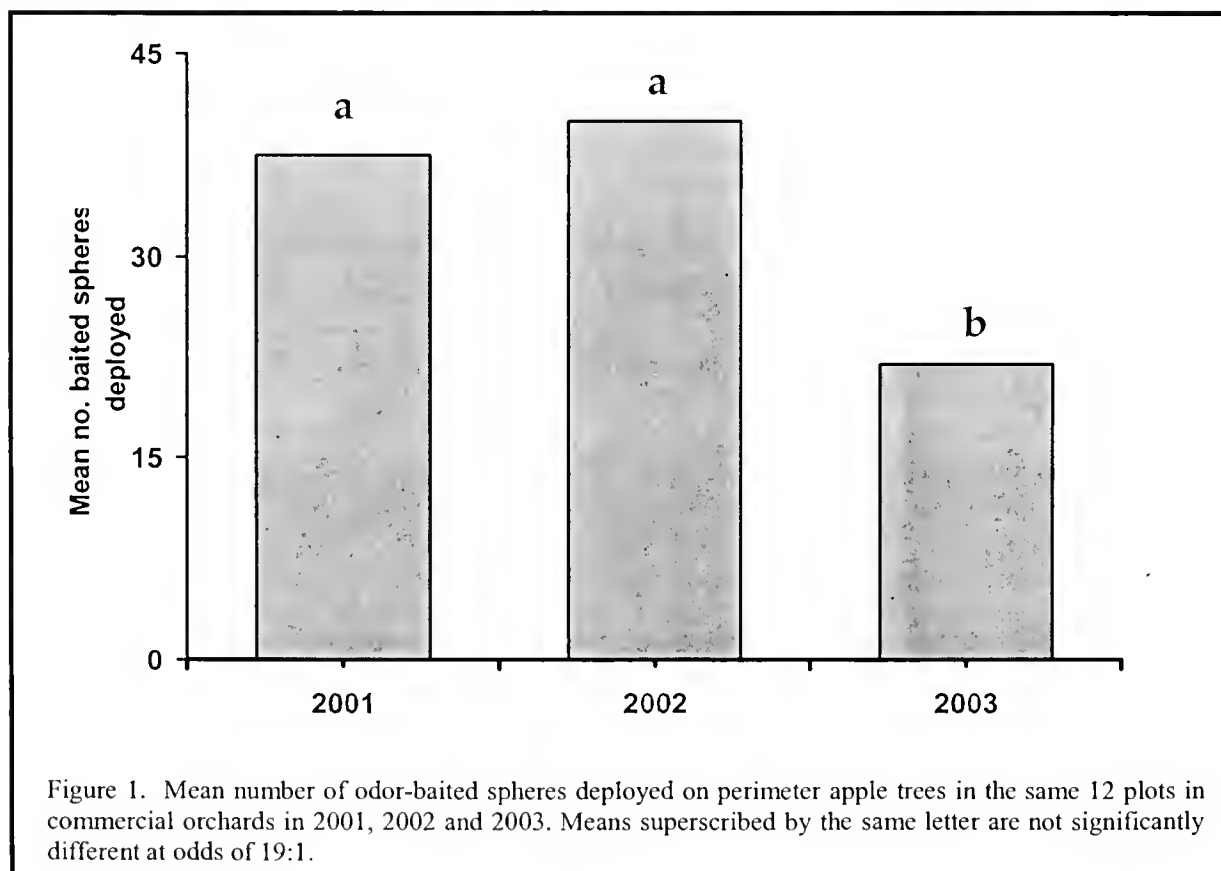 45
a
a
30
b
15
0
Mean no. baited spheres
deployed
2001
2002
2003
Figure 1. Mean number of odor-baited spheres deployed on perimeter apple trees in the same 12 plots in
commercial orchards in 2001, 2002 and 2003. Means superscribed by the same letter are not significantly
different at odds of 19:1.